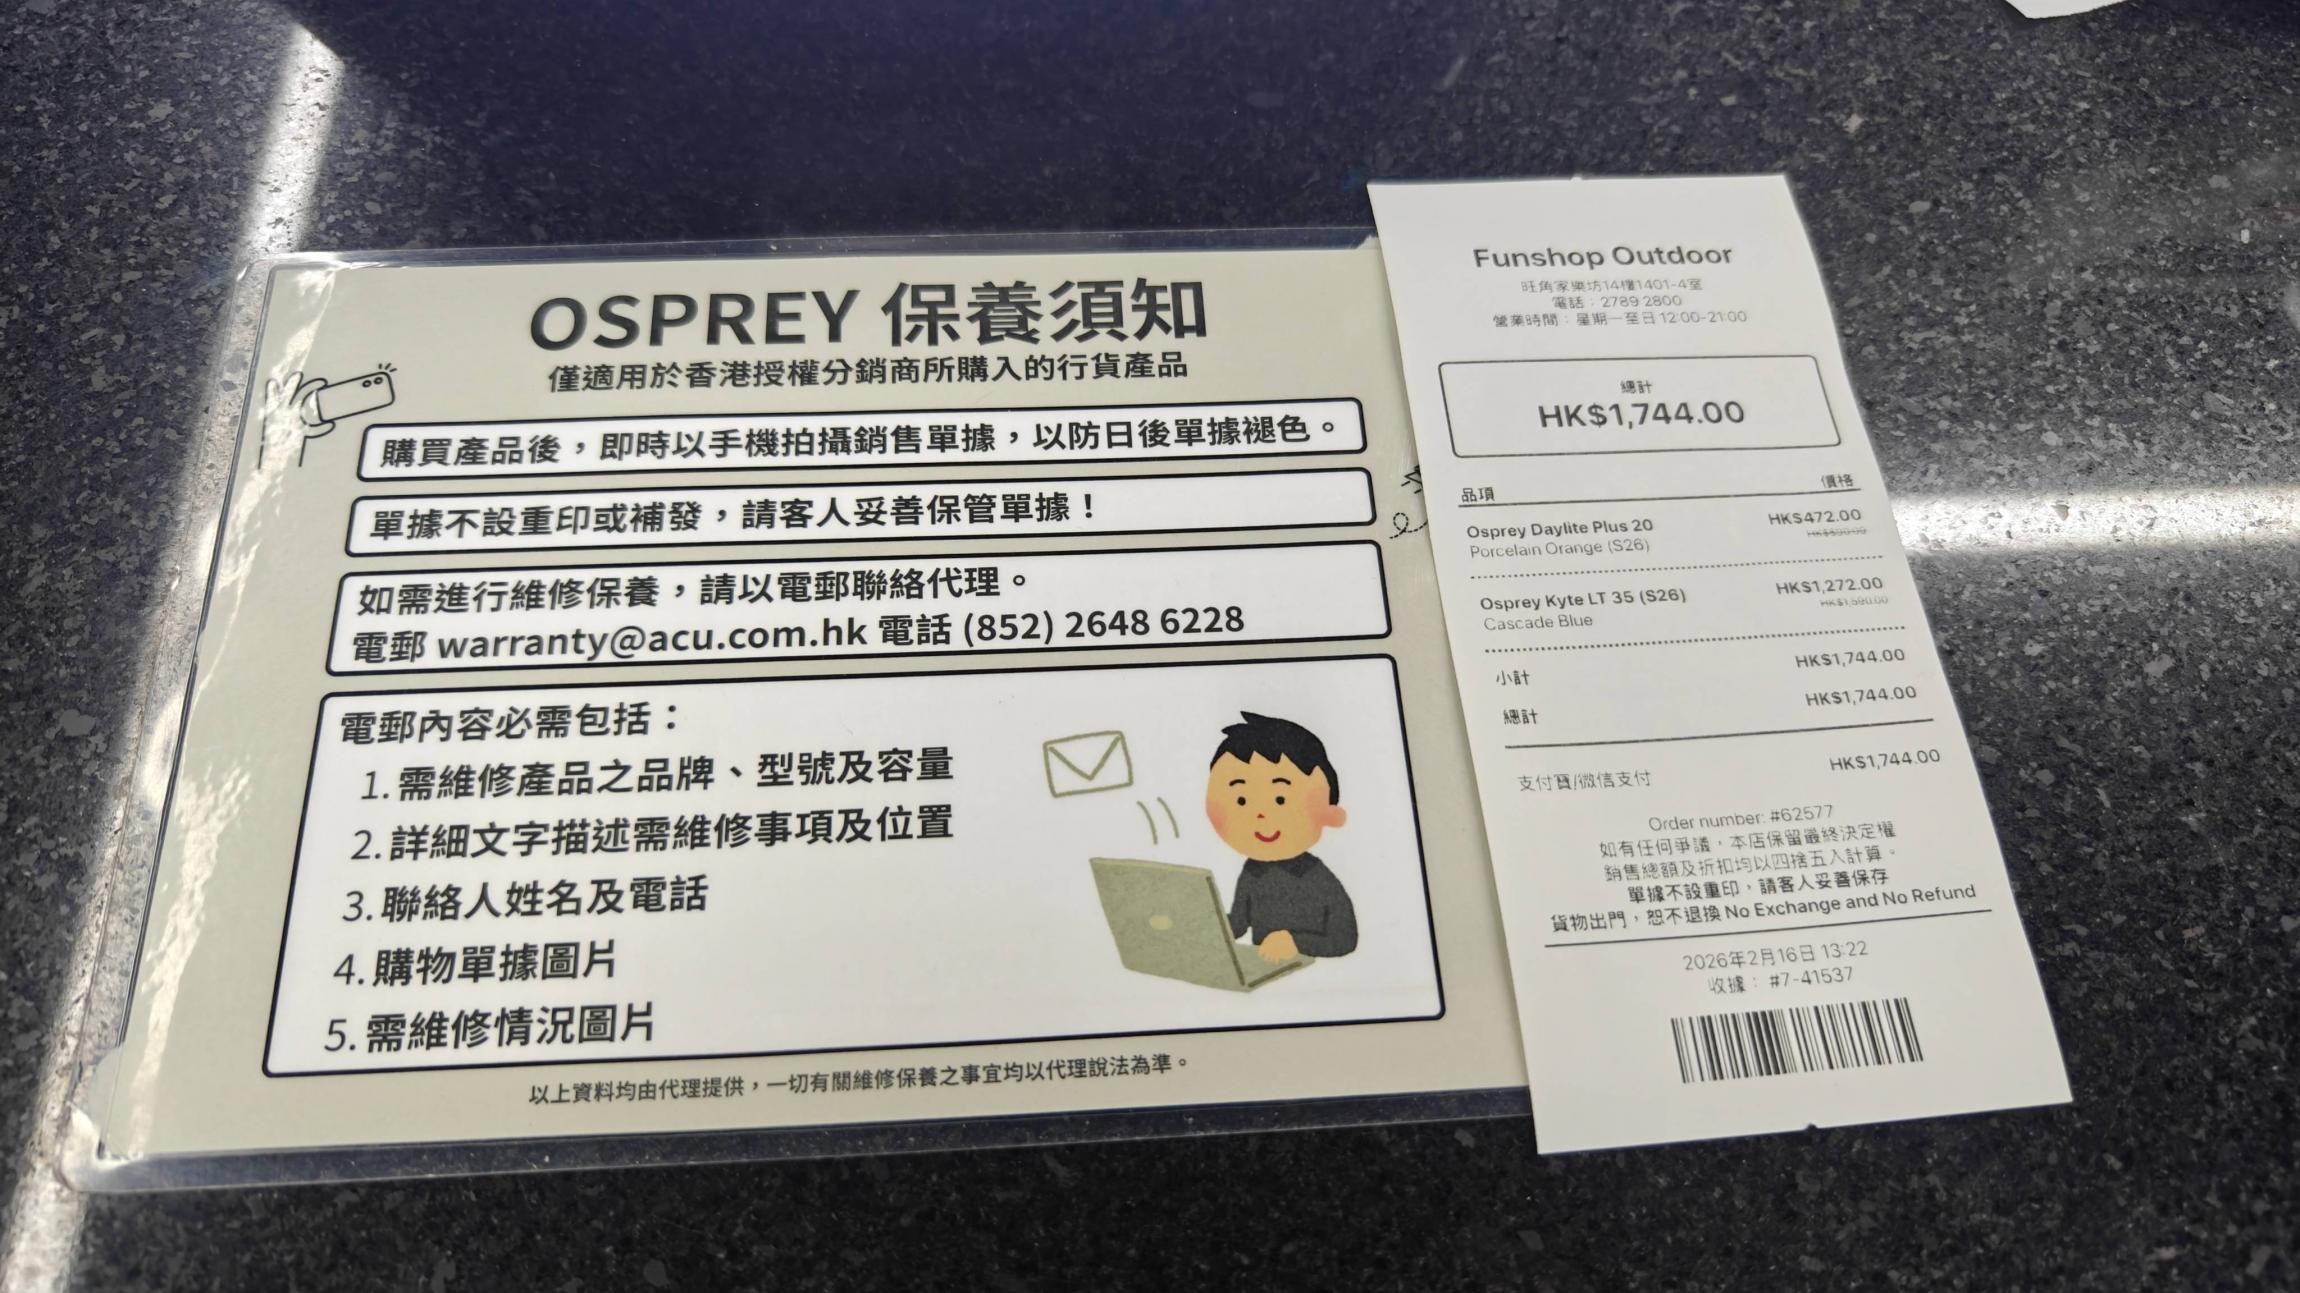 OSPREY 保養須知
僅適用於香港授權分銷商所購入的行貨產品
購買產品後，即時以手機拍攝銷售單據，以防日後單據褪色。
單據不設重印或補發，請客人妥善保管單據！
如需進行維修保養，請以電郵聯絡代理。
電郵 warranty@acu.com.hk 電話 (852) 2648 6228
電郵內容必需包括：
1. 需維修產品之品牌、型號及容量
2. 詳細文字描述需維修事項及位置
3. 聯絡人姓名及電話
4. 購物單據圖片
5. 需維修情況圖片
以上資料均由代理提供，一切有關維修保養之事宜均以代理說法為準。
Funshop Outdoor
旺角家樂坊14樓1401-4室
電話：2789 2800
營業時間：星期一至日 12:00-21:00
總計
HK$1,744.00
品項 價格
Osprey Daylite Plus 20 HK$472.00
Porcelain Orange (S26) HK$590.00
Osprey Kyte LT 35 (S26) HK$1,272.00
Cascade Blue HK$1,590.00
小計 HK$1,744.00
總計 HK$1,744.00
支付寶/微信支付 HK$1,744.00
Order number: #62577
如有任何爭議，本店保留最終決定權
銷售總額及折扣均以四捨五入計算。
單據不設重印，請客人妥善保存
貨物出門，恕不退換 No Exchange and No Refund
2026年2月16日 13:22
收據： #7-41537